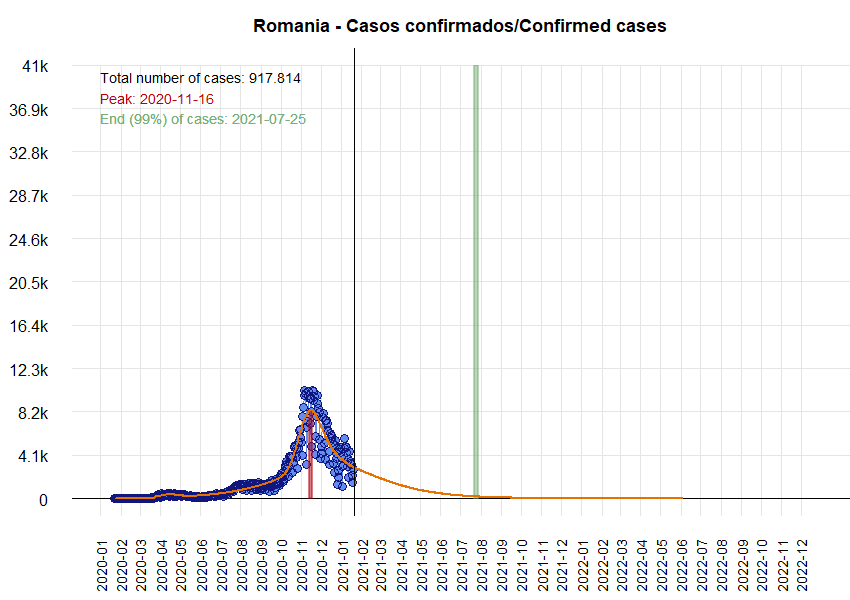 Romania - Casos confirmados/Confirmed cases
Total number of cases: 917.814
Peak: 2020-11-16
End (99%) of cases: 2021-07-25
41k
36.9k
32.8k
28.7k
24.6k
20.5k
16.4k
12.3k
8.2k
4.1k
0
2020-01
2020-02
2020-03
2020-04
2020-05
2020-06
2020-07
2020-08
2020-09
2020-10
2020-11
2020-12
2021-01
2021-02
2021-03
2021-04
2021-05
2021-06
2021-07
2021-08
2021-09
2021-10
2021-11
2021-12
2022-01
2022-02
2022-03
2022-04
2022-05
2022-06
2022-07
2022-08
2022-09
2022-10
2022-11
2022-12